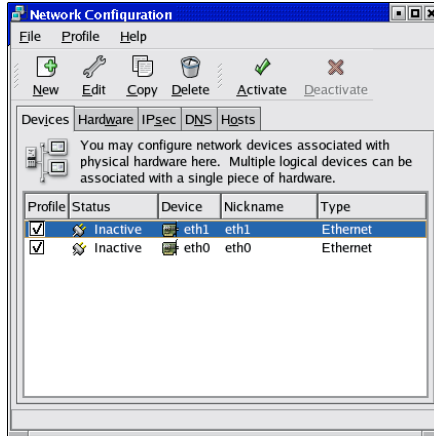 Network Configuration
File Profile Help
New Edit Copy Delete Activate Deactivate
Devices Hardware IPsec DNS Hosts
You may configure network devices associated with
physical hardware here. Multiple logical devices can be
associated with a single piece of hardware.
Profile Status Device Nickname Type
Inactive eth1 eth1 Ethernet
Inactive eth0 eth0 Ethernet